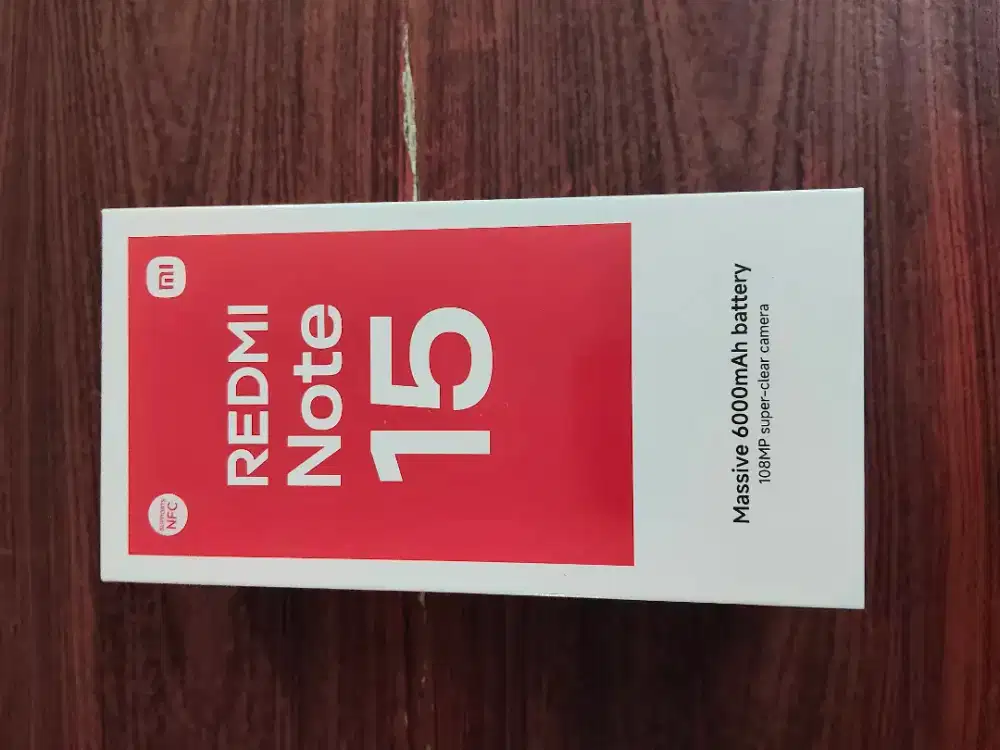 Supports
NFC
mi
REDMI
Note
15
Massive 6000mAh battery
108MP super-clear camera